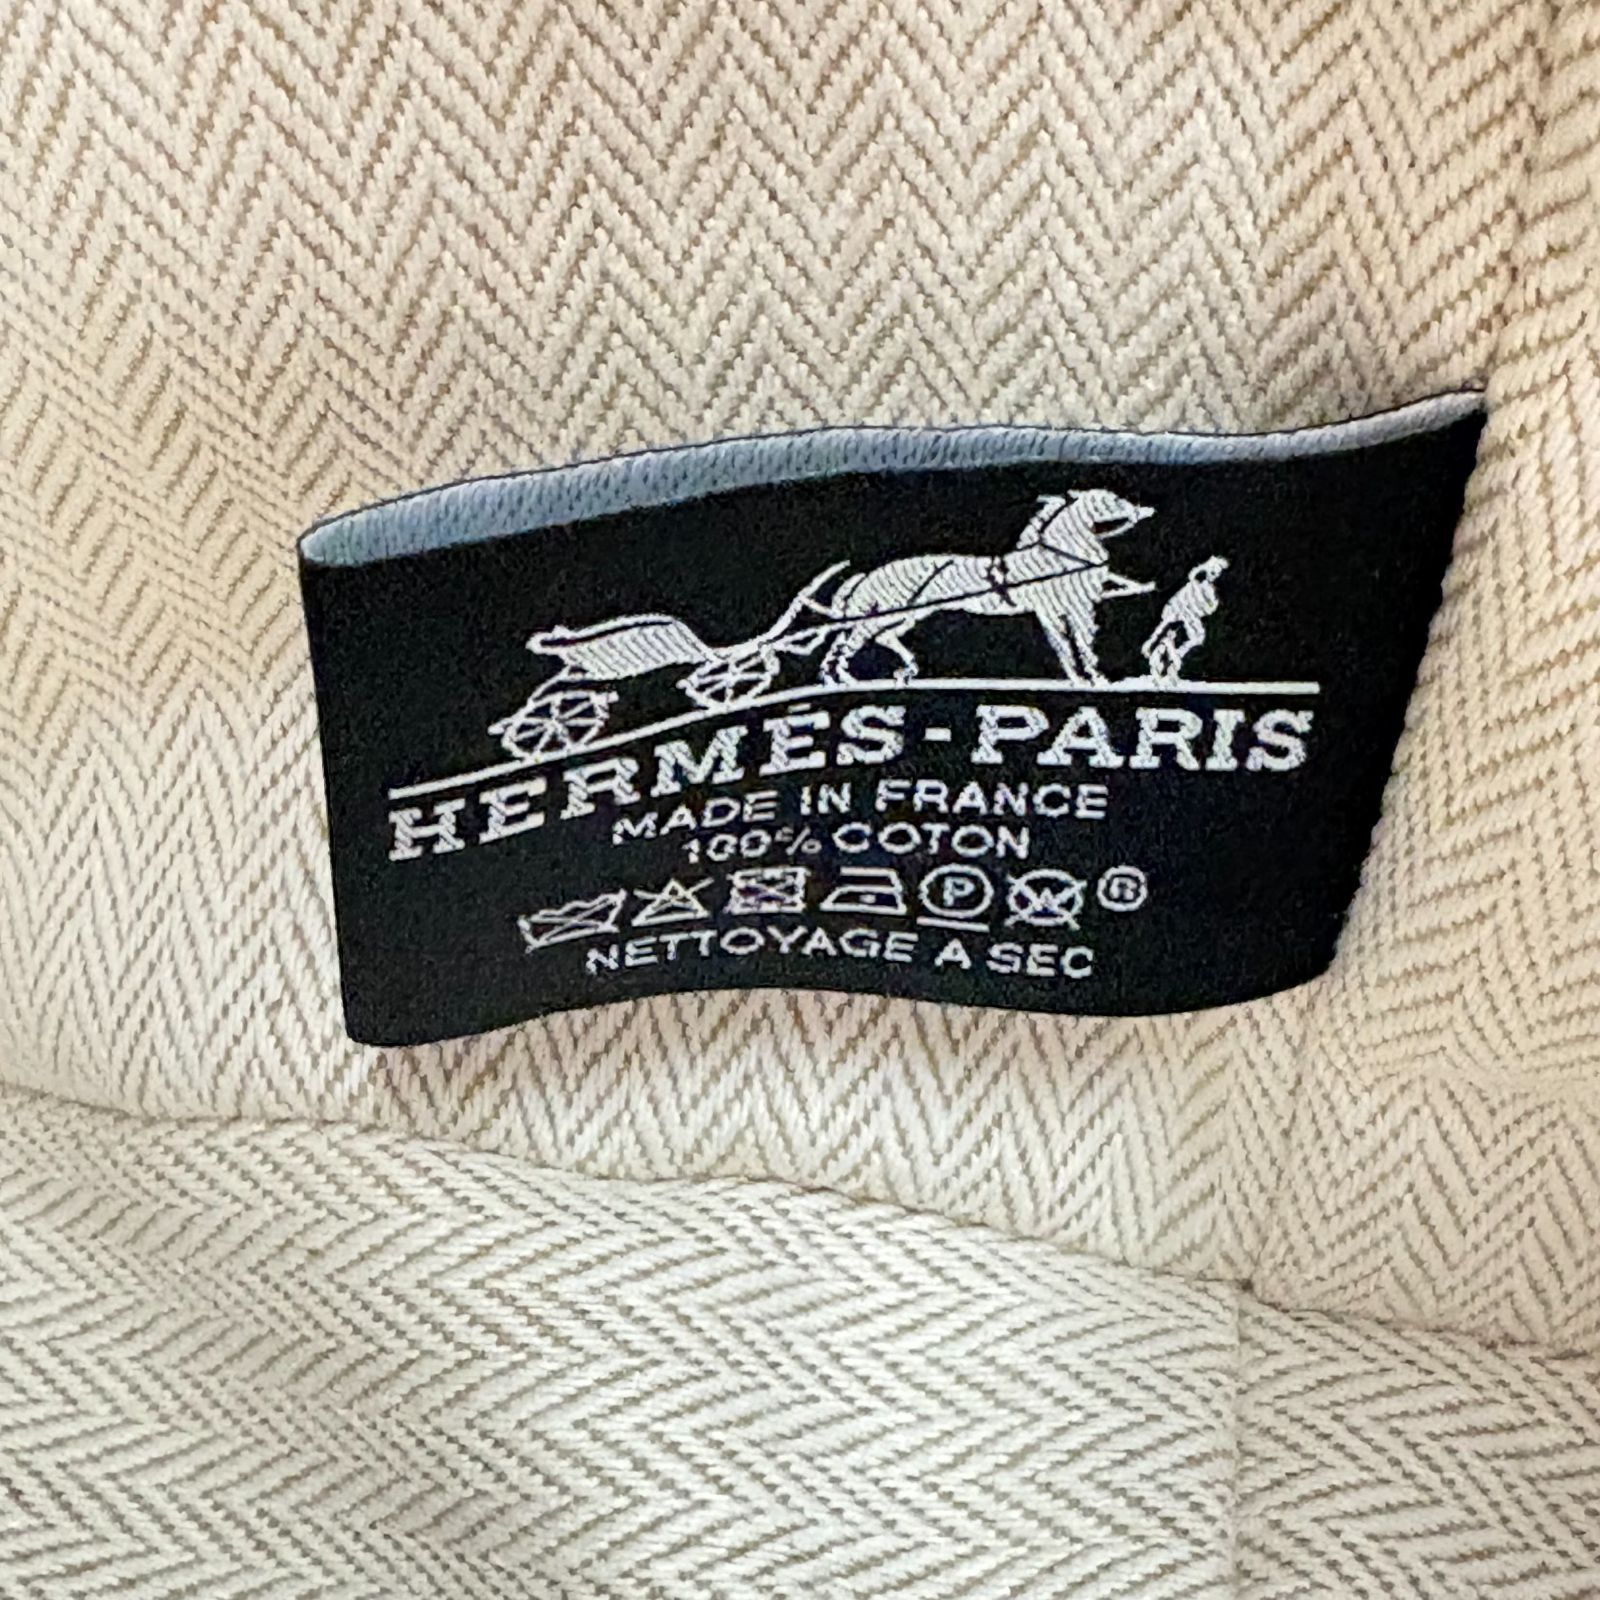 HERMÈS-PARIS
MADE IN FRANCE
100% COTON
P W ®
NETTOYAGE A SEC